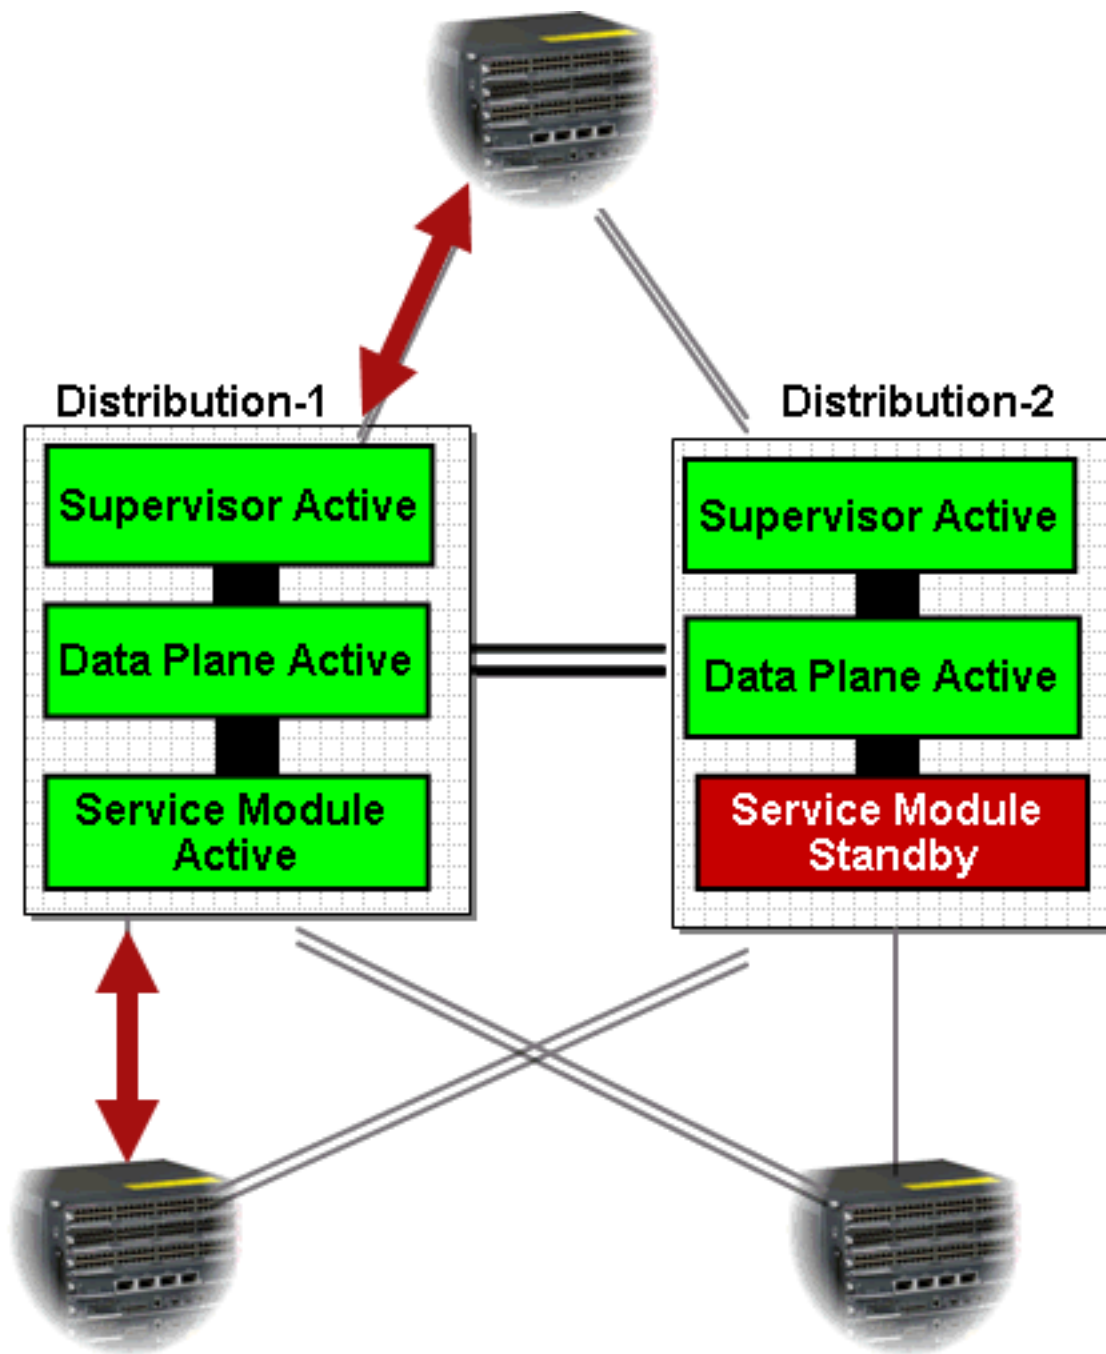 Distribution-1
Supervisor Active
Data Plane Active
Service Module
Active
Distribution-2
Supervisor Active
Data Plane Active
Service Module
Standby